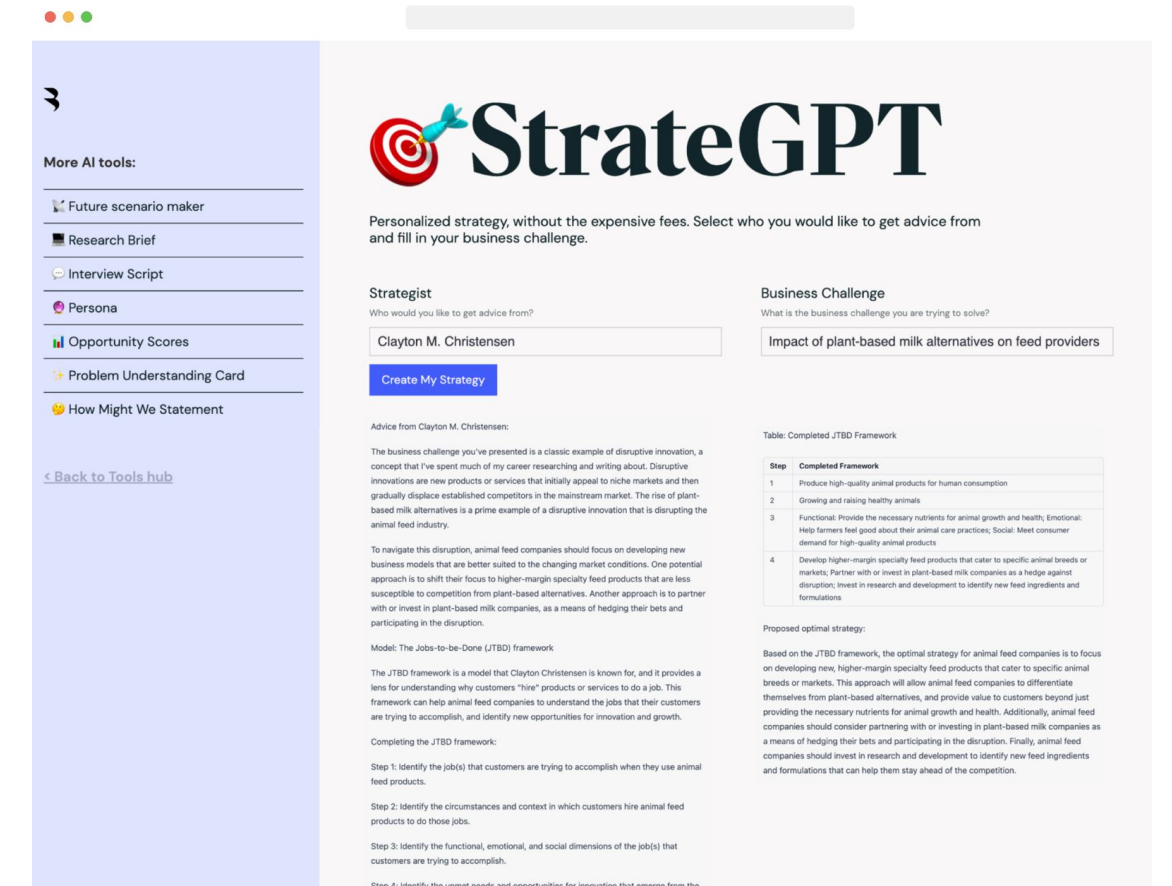 More AI tools:
Future scenario maker
Research Brief
Interview Script
Persona
Opportunity Scores
Problem Understanding Card
How Might We Statement
< Back to Tools hub
StrateGPT
Personalized strategy, without the expensive fees. Select who you would like to get advice from
and fill in your business challenge.
Strategist
Who would you like to get advice from?
Clayton M. Christensen
Create My Strategy
Business Challenge
What is the business challenge you are trying to solve?
Impact of plant-based milk alternatives on feed providers
Advice from Clayton M. Christensen:
The business challenge you've presented is a classic example of disruptive innovation, a
concept that I've spent much of my career researching and writing about. Disruptive
innovations are new products or services that initially appeal to niche markets and then
gradually displace established competitors in the mainstream market. The rise of plant-
based milk alternatives is a prime example of a disruptive innovation that is disrupting the
animal feed industry.
To navigate this disruption, animal feed companies should focus on developing new
business models that are better suited to the changing market conditions. One potential
approach is to shift their focus to higher-margin specialty feed products that are less
susceptible to competition from plant-based alternatives. Another approach is to partner
with or invest in plant-based milk companies, as a means of hedging their bets and
participating in the disruption.
Model: The Jobs-to-be-Done (JTBD) framework
The JTBD framework is a model that Clayton Christensen is known for, and it provides a
lens for understanding why customers "hire" products or services to do a job. This
framework can help animal feed companies to understand the jobs that their customers
are trying to accomplish, and identify new opportunities for innovation and growth.
Completing the JTBD framework:
Step 1: Identify the job(s) that customers are trying to accomplish when they use animal
feed products.
Step 2: Identify the circumstances and context in which customers hire animal feed
products to do those jobs.
Step 3: Identify the functional, emotional, and social dimensions of the job(s) that
customers are trying to accomplish.
Step 4: Identify the unmet needs and opportunities for innovation that emerge from the
Table: Completed JTBD Framework
Step Completed Framework
1 Produce high-quality animal products for human consumption
2 Growing and raising healthy animals
3 Functional: Provide the necessary nutrients for animal growth and health; Emotional:
Help farmers feel good about their animal care practices; Social: Meet consumer
demand for high-quality animal products
4 Develop higher-margin specialty feed products that cater to specific animal breeds or
markets; Partner with or invest in plant-based milk companies as a hedge against
disruption; Invest in research and development to identify new feed ingredients and
formulations
Proposed optimal strategy:
Based on the JTBD framework, the optimal strategy for animal feed companies is to focus
on developing new, higher-margin specialty feed products that cater to specific animal
breeds or markets. This approach will allow animal feed companies to differentiate
themselves from plant-based alternatives, and provide value to customers beyond just
providing the necessary nutrients for animal growth and health. Additionally, animal feed
companies should consider partnering with or investing in plant-based milk companies as
a means of hedging their bets and participating in the disruption. Finally, animal feed
companies should invest in research and development to identify new feed ingredients
and formulations that can help them stay ahead of the competition.